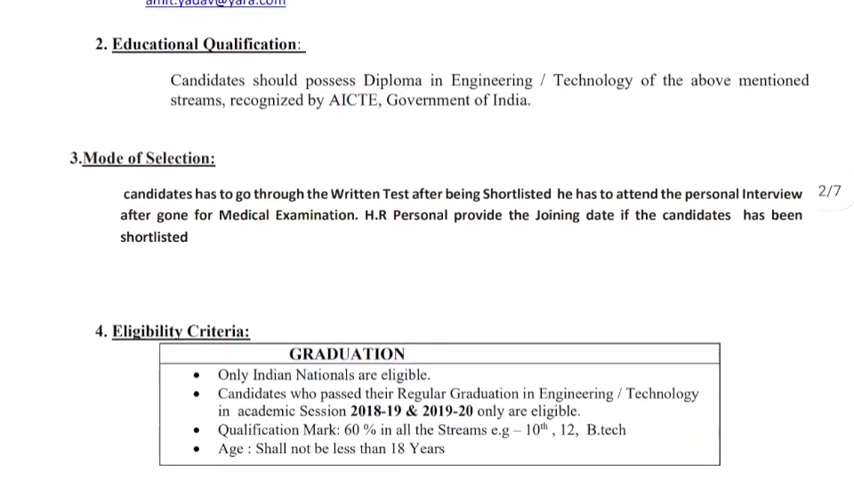 amit.yadav@yara.com
2. Educational Qualification:
Candidates should possess Diploma in Engineering / Technology of the above mentioned
streams, recognized by AICTE, Government of India.
3.Mode of Selection:
candidates has to go through the Written Test after being Shortlisted he has to attend the personal Interview
2/7
after gone for Medical Examination. H.R Personal provide the Joining date if the candidates has been
shortlisted
4. Eligibility Criteria:
GRADUATION
• Only Indian Nationals are eligible.
• Candidates who passed their Regular Graduation in Engineering / Technology
in academic Session 2018-19 & 2019-20 only are eligible.
• Qualification Mark: 60 % in all the Streams e.g – 10th , 12, B.tech
• Age : Shall not be less than 18 Years